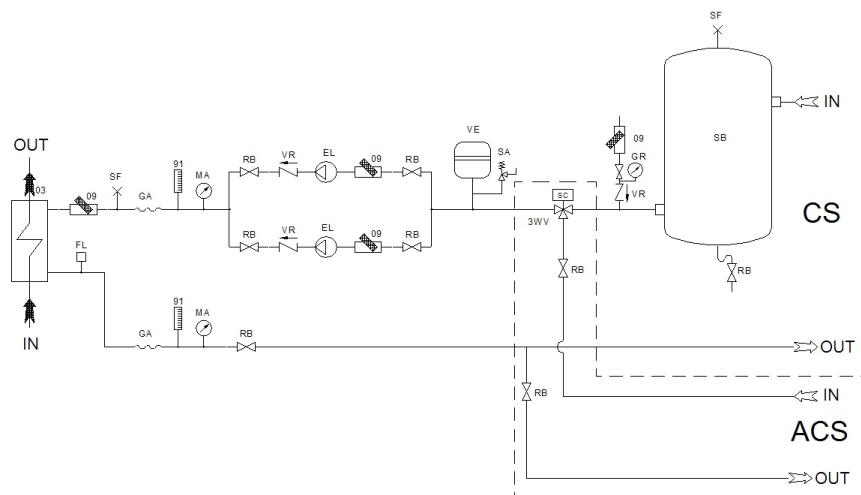 SF
IN
SB
VE
SA
09
GR
VR
OUT
03
09
SF
GA
91
MA
RB
VR
EL
09
RB
SC
3WV
CS
RB
VR
EL
09
RB
FL
RB
RB
IN
GA
91
MA
RB
OUT
RB
IN
ACS
OUT